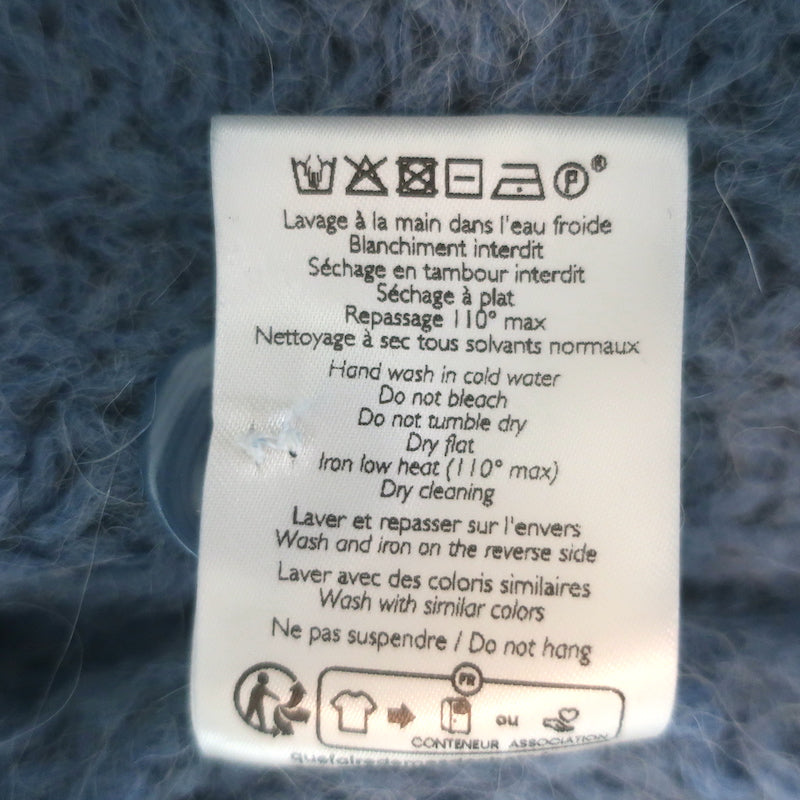 P®
Lavage à la main dans l'eau froide
Blanchiment interdit
Séchage en tambour interdit
Séchage à plat
Repassage 110° max
Nettoyage à sec tous solvants normaux
Hand wash in cold water
Do not bleach
Do not tumble dry
Dry flat
Iron low heat (110° max)
Dry cleaning
Laver et repasser sur l'envers
Wash and iron on the reverse side
Laver avec des coloris similaires
Wash with similar colors
Ne pas suspendre / Do not hang
FR
ou
CONTENEUR ASSOCIATION